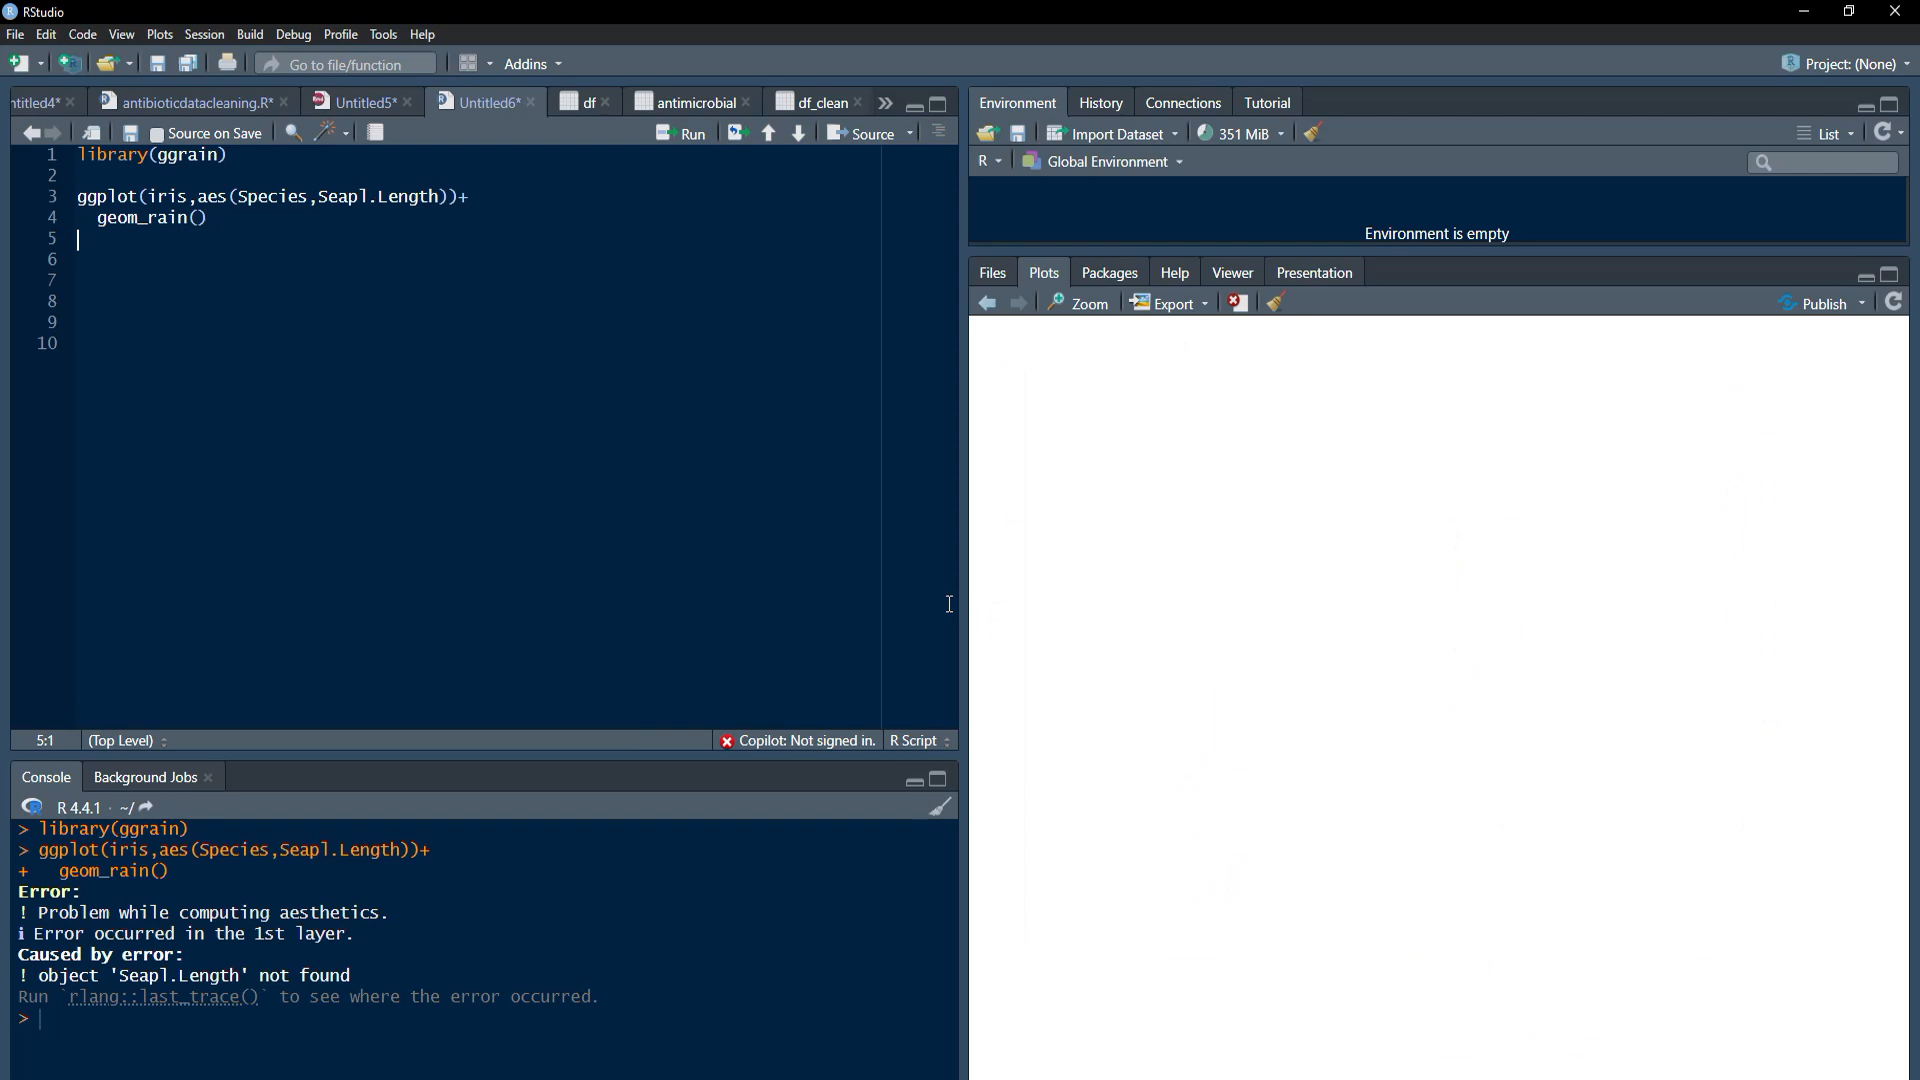 RStudio
File Edit Code View Plots Session Build Debug Profile Tools Help
Go to file/function Addins Project: (None)
ntitled4* antibioticdatacleaning.R* Untitled5* Untitled6* df antimicrobial df_clean
Source on Save Run Source
1 library(ggrain)
2
3 ggplot(iris,aes(Species,Seapl.Length))+
4 geom_rain()
5
6
7
8
9
10
5:1 (Top Level) Copilot: Not signed in. R Script
Console Background Jobs
R 4.4.1 · ~/
> library(ggrain)
> ggplot(iris,aes(Species,Seapl.Length))+
+ geom_rain()
Error:
! Problem while computing aesthetics.
ℹ Error occurred in the 1st layer.
Caused by error:
! object 'Seapl.Length' not found
Run `rlang::last_trace()` to see where the error occurred.
>
Environment History Connections Tutorial
Import Dataset 351 MiB List
R Global Environment
Environment is empty
Files Plots Packages Help Viewer Presentation
Zoom Export Publish